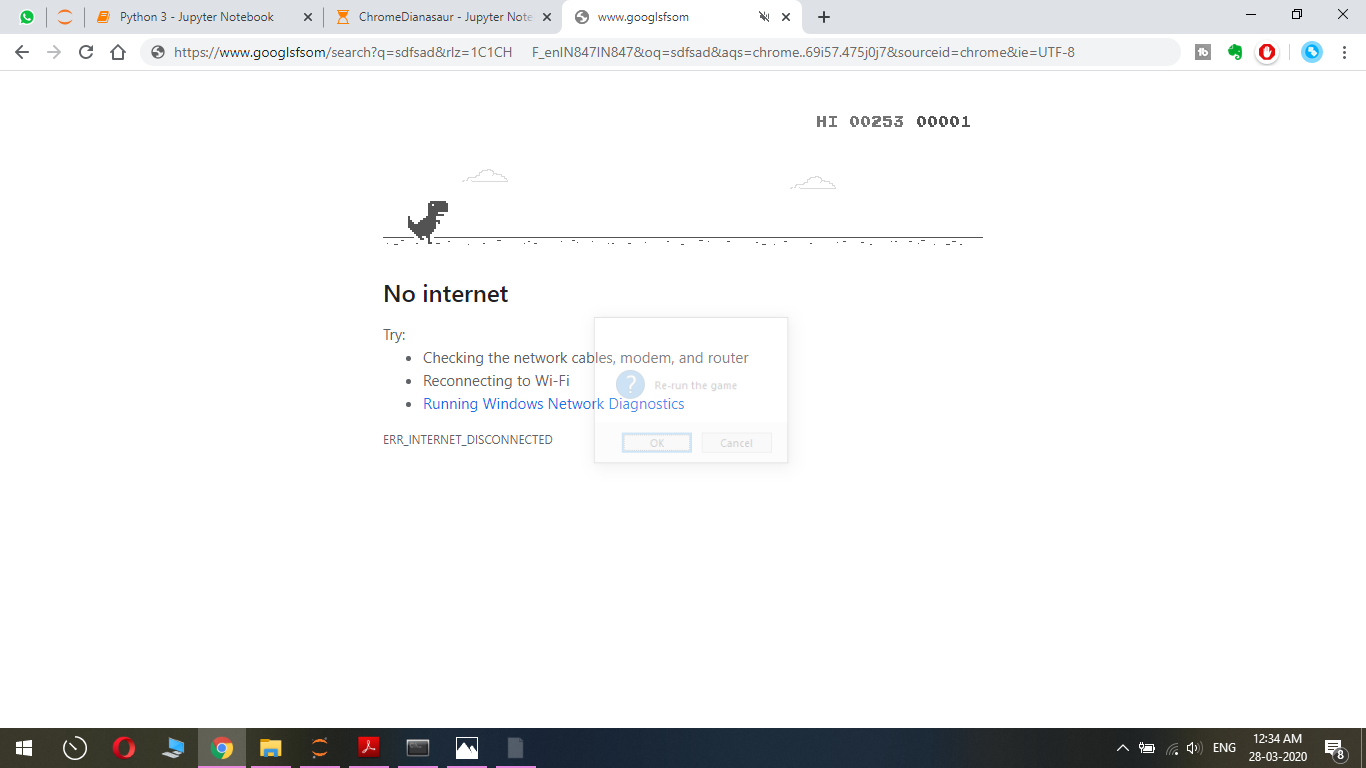 Python 3 - Jupyter Notebook
ChromeDianasaur - Jupyter Note
www.googlsfsom
https://www.googlsfsom/search?q=sdfsad&rlz=1C1CH F_enIN847IN847&oq=sdfsad&aqs=chrome..69i57.475j0j7&sourceid=chrome&ie=UTF-8
HI 00253 00001
No internet
Try:
• Checking the network cables, modem, and router
• Reconnecting to Wi-Fi
• Running Windows Network Diagnostics
ERR_INTERNET_DISCONNECTED
?
Re-run the game
OK
Cancel
ENG
12:34 AM
28-03-2020
8